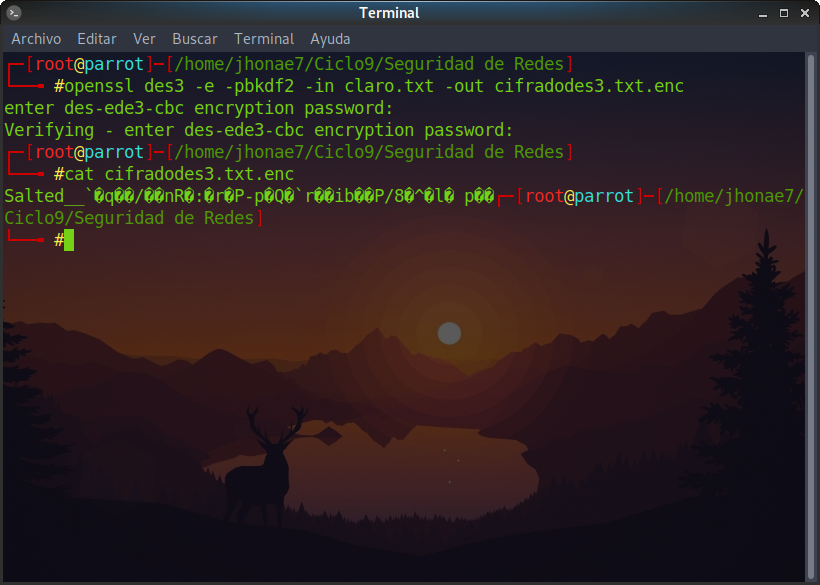 Terminal
Archivo Editar Ver Buscar Terminal Ayuda
┌─[root@parrot]─[/home/jhonae7/Ciclo9/Seguridad de Redes]
└──╼ #openssl des3 -e -pbkdf2 -in claro.txt -out cifradodes3.txt.enc
enter des-ede3-cbc encryption password:
Verifying - enter des-ede3-cbc encryption password:
┌─[root@parrot]─[/home/jhonae7/Ciclo9/Seguridad de Redes]
└──╼ #cat cifradodes3.txt.enc
Salted__`�q��/��nR�:�r�P-p�Q�`r��ib��P/8�^�l� p��┌─[root@parrot]─[/home/jhonae7/
Ciclo9/Seguridad de Redes]
└──╼ #